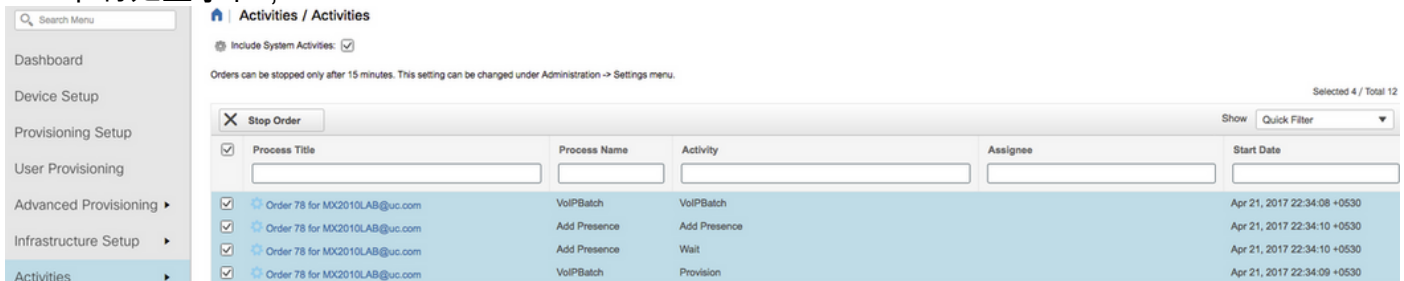 Search Menu
Dashboard
Device Setup
Provisioning Setup
User Provisioning
Advanced Provisioning
Infrastructure Setup
Activities
Activities / Activities
Include System Activities:
Orders can be stopped only after 15 minutes. This setting can be changed under Administration -> Settings menu.
Selected 4 / Total 12
Stop Order Show Quick Filter
Process Title Process Name Activity Assignee Start Date
Order 78 for MX2010LAB@uc.com VoIPBatch VoIPBatch Apr 21, 2017 22:34:08 +0530
Order 78 for MX2010LAB@uc.com Add Presence Add Presence Apr 21, 2017 22:34:10 +0530
Order 78 for MX2010LAB@uc.com Add Presence Wait Apr 21, 2017 22:34:10 +0530
Order 78 for MX2010LAB@uc.com VoIPBatch Provision Apr 21, 2017 22:34:09 +0530